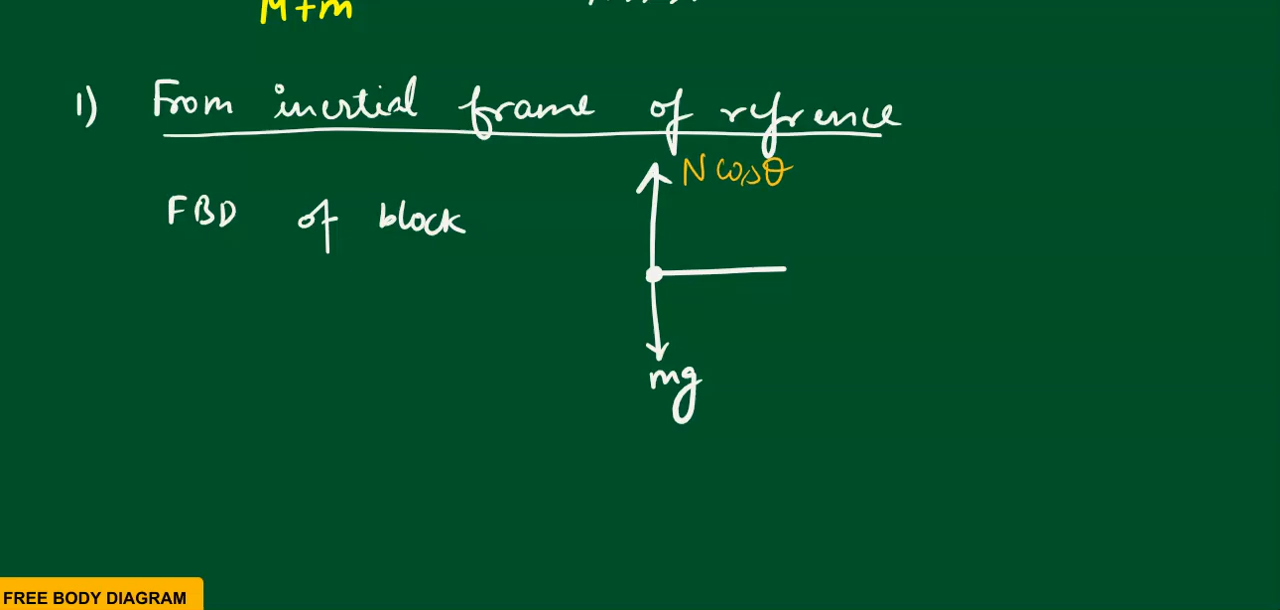 M+m
1) From inertial frame of refrence
N cosθ
FBD of block
mg
FREE BODY DIAGRAM